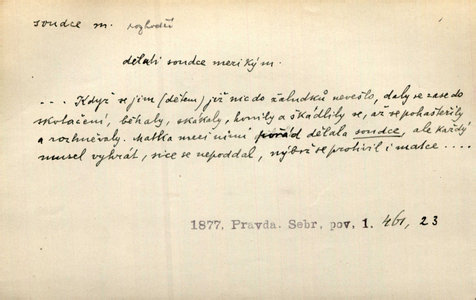 soudce m. rozhodčí
dělati soudce mezi kým.
... Když se jim (dětem) již nic do žaludků nevešlo, daly se zase do
skotačení, běhaly, skákaly, honily a škádlily se, až se pohašteřily
a rozhněvaly. Matka mezi nimi pořád dělala soudce, ale každý
musel vyhrát, sice se nepoddal, nýbrž se protivil i matce ....
1877, Pravda. Sebr. pov. 1. 461, 23